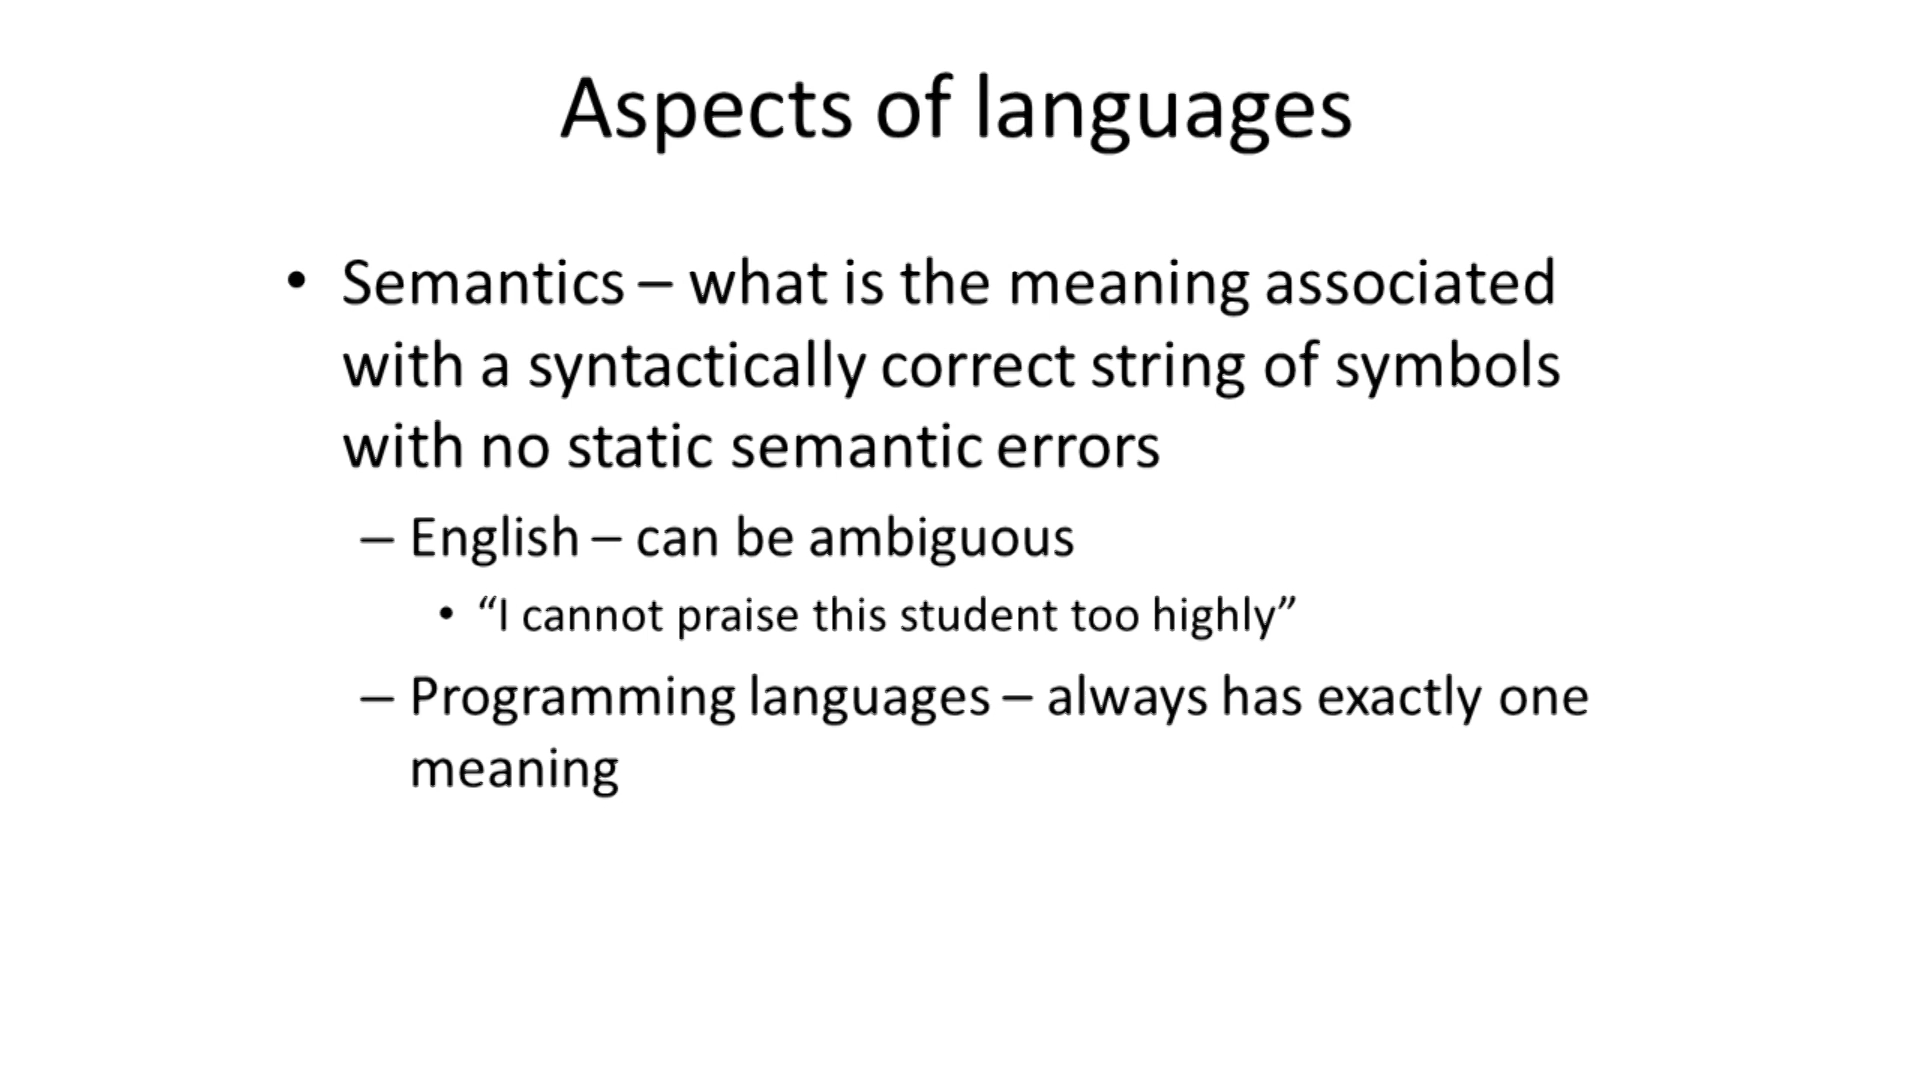 Aspects of languages
• Semantics – what is the meaning associated
with a syntactically correct string of symbols
with no static semantic errors
– English – can be ambiguous
• “I cannot praise this student too highly”
– Programming languages – always has exactly one
meaning